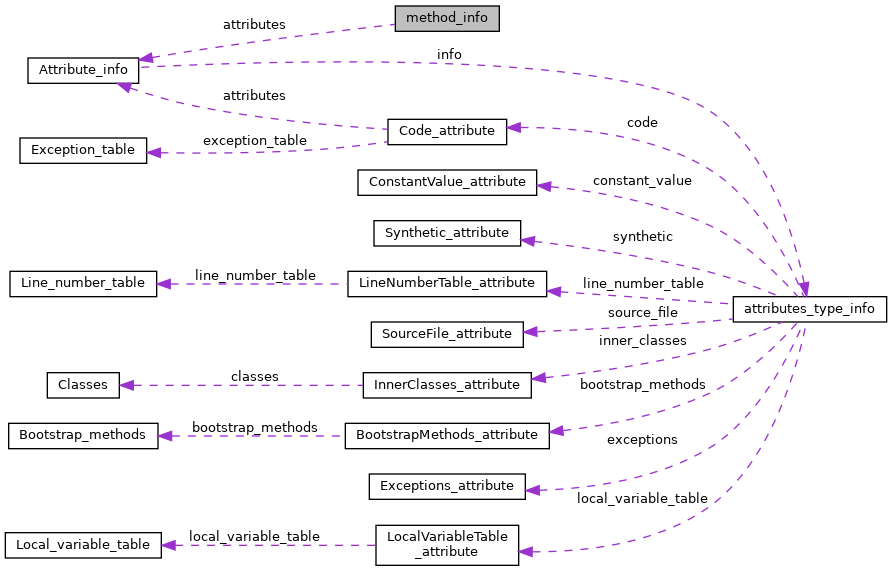 method_info
attributes
info
Attribute_info
attributes
code
Code_attribute
exception_table
Exception_table
constant_value
ConstantValue_attribute
synthetic
Synthetic_attribute
line_number_table
Line_number_table
LineNumberTable_attribute
line_number_table
attributes_type_info
source_file
SourceFile_attribute
inner_classes
classes
Classes
InnerClasses_attribute
bootstrap_methods
bootstrap_methods
Bootstrap_methods
BootstrapMethods_attribute
exceptions
Exceptions_attribute
local_variable_table
local_variable_table
Local_variable_table
LocalVariableTable
_attribute